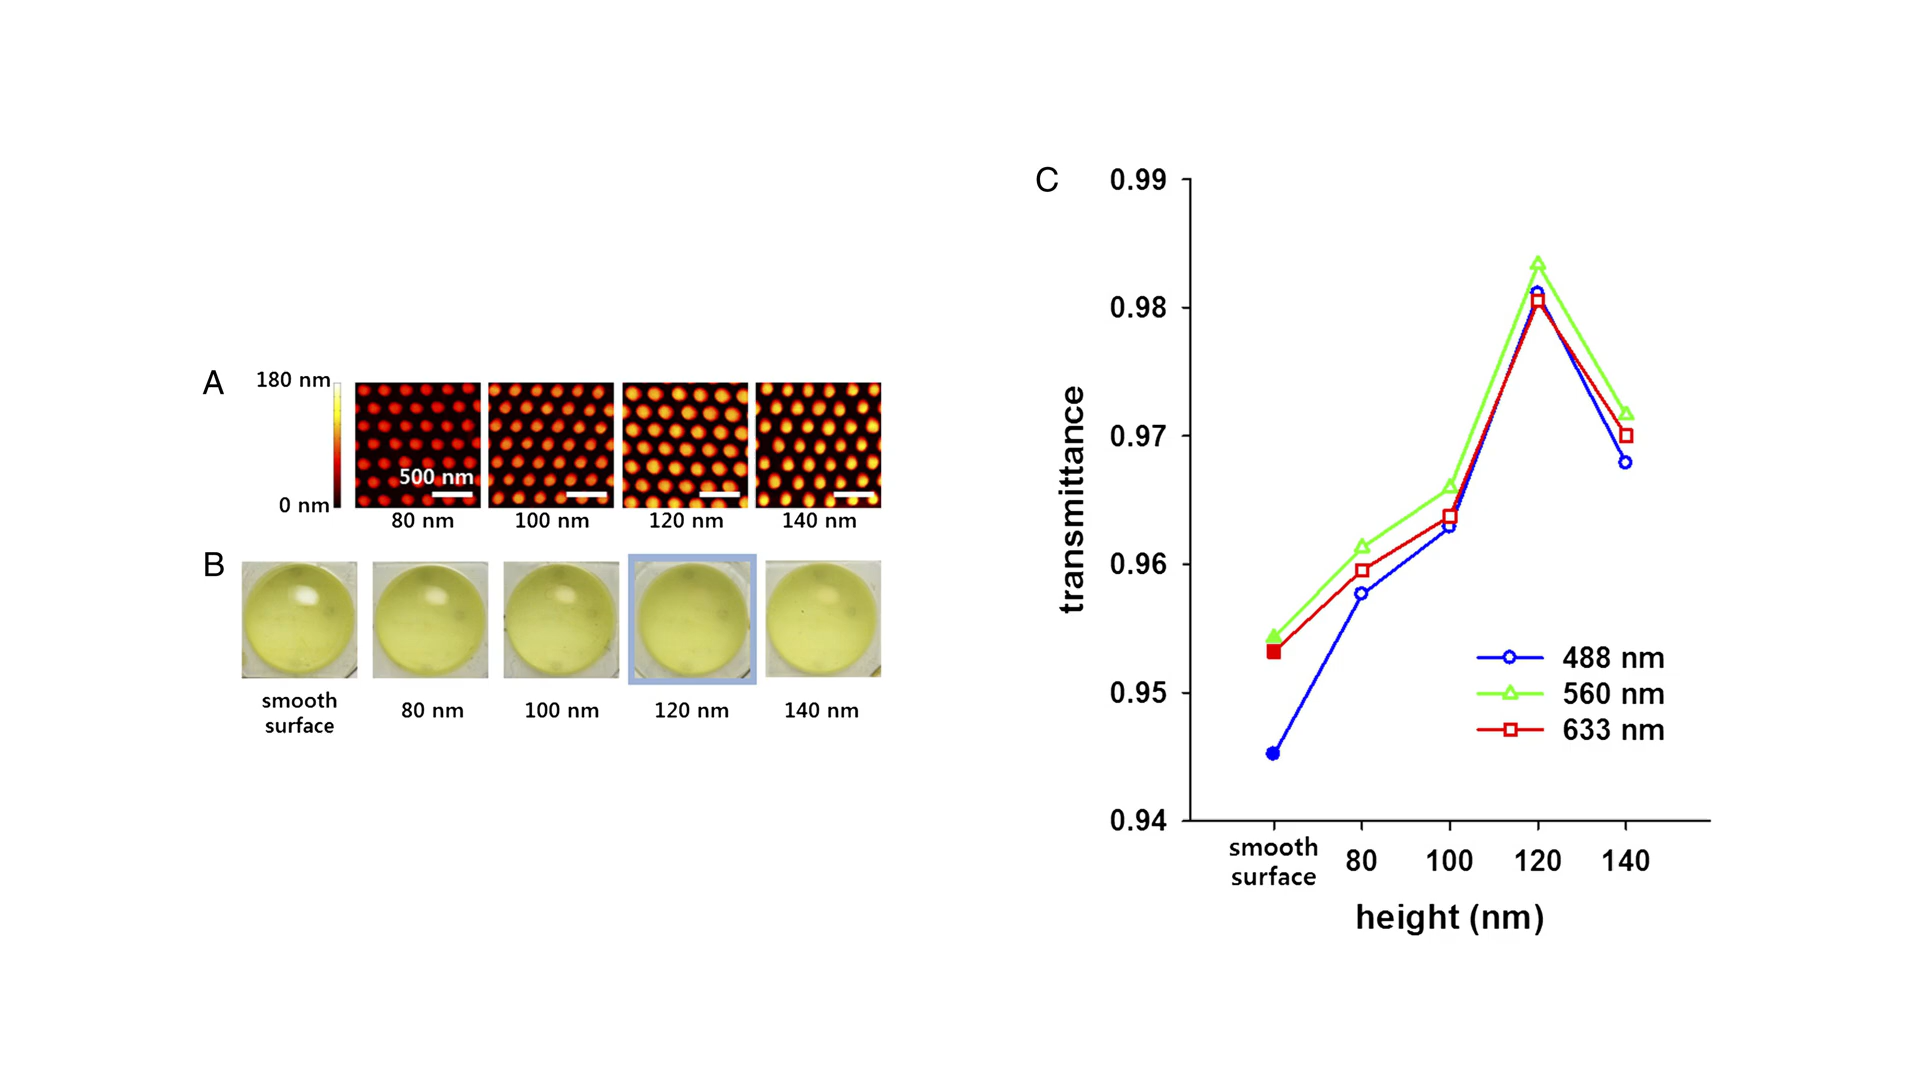 A
180 nm
0 nm
500 nm
80 nm
100 nm
120 nm
140 nm
B
smooth
surface
80 nm
100 nm
120 nm
140 nm
C
transmittance
0.99
0.98
0.97
0.96
0.95
0.94
488 nm
560 nm
633 nm
smooth
surface
80
100
120
140
height (nm)